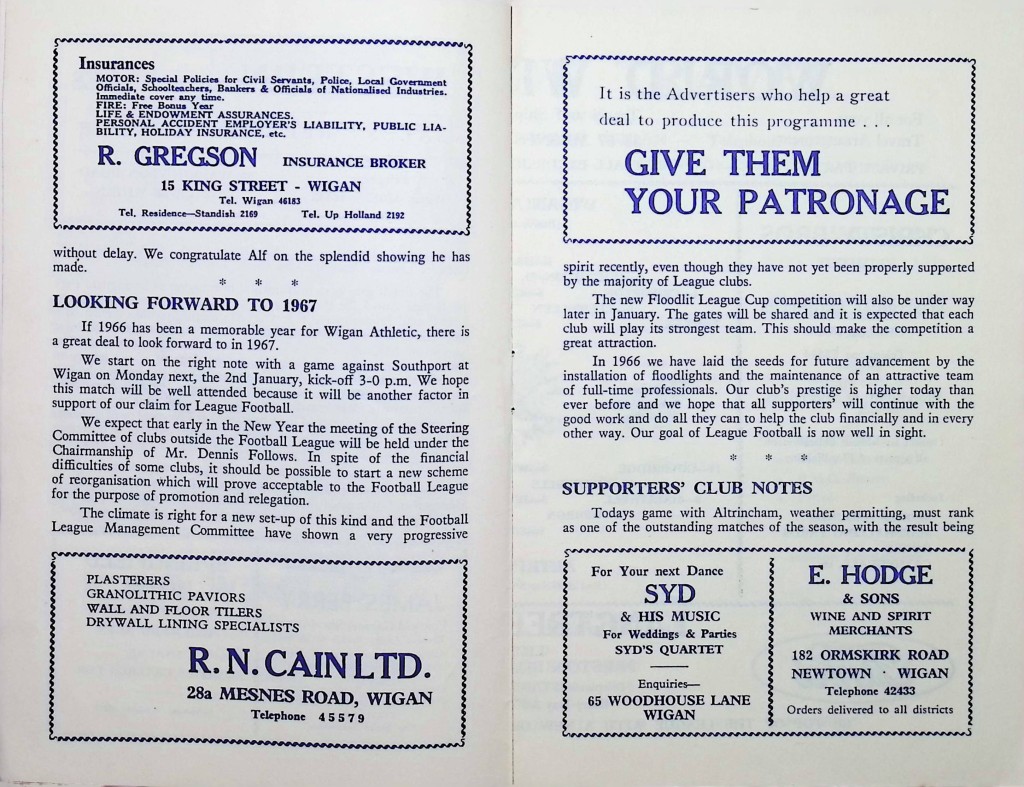 Insurances
MOTOR: Special Policies for Civil Servants, Police, Local Government
Officials, Schoolteachers, Bankers & Officials of Nationalised Industries.
Immediate cover any time.
FIRE: Free Bonus Year
LIFE & ENDOWMENT ASSURANCES.
PERSONAL ACCIDENT EMPLOYER'S LIABILITY, PUBLIC LIA-
BILITY, HOLIDAY INSURANCE, etc.
R. GREGSON INSURANCE BROKER
15 KING STREET - WIGAN
Tel. Wigan 46183
Tel. Residence—Standish 2169 Tel. Up Holland 2192
without delay. We congratulate Alf on the splendid showing he has
made.
* * *
LOOKING FORWARD TO 1967
If 1966 has been a memorable year for Wigan Athletic, there is
a great deal to look forward to in 1967.
We start on the right note with a game against Southport at
Wigan on Monday next, the 2nd January, kick-off 3-0 p.m. We hope
this match will be well attended because it will be another factor in
support of our claim for League Football.
We expect that early in the New Year the meeting of the Steering
Committee of clubs outside the Football League will be held under the
Chairmanship of Mr. Dennis Follows. In spite of the financial
difficulties of some clubs, it should be possible to start a new scheme
of reorganisation which will prove acceptable to the Football League
for the purpose of promotion and relegation.
The climate is right for a new set-up of this kind and the Football
League Management Committee have shown a very progressive
PLASTERERS
GRANOLITHIC PAVIORS
WALL AND FLOOR TILERS
DRYWALL LINING SPECIALISTS
R. N. CAIN LTD.
28a MESNES ROAD, WIGAN
Telephone 45579
It is the Advertisers who help a great
deal to produce this programme . . .
GIVE THEM
YOUR PATRONAGE
spirit recently, even though they have not yet been properly supported
by the majority of League clubs.
The new Floodlit League Cup competition will also be under way
later in January. The gates will be shared and it is expected that each
club will play its strongest team. This should make the competition a
great attraction.
In 1966 we have laid the seeds for future advancement by the
installation of floodlights and the maintenance of an attractive team
of full-time professionals. Our club's prestige is higher today than
ever before and we hope that all supporters' will continue with the
good work and do all they can to help the club financially and in every
other way. Our goal of League Football is now well in sight.
* * *
SUPPORTERS' CLUB NOTES
Todays game with Altrincham, weather permitting, must rank
as one of the outstanding matches of the season, with the result being
For Your next Dance
SYD
& HIS MUSIC
For Weddings & Parties
SYD'S QUARTET
Enquiries—
65 WOODHOUSE LANE
WIGAN
E. HODGE
& SONS
WINE AND SPIRIT
MERCHANTS
182 ORMSKIRK ROAD
NEWTOWN · WIGAN
Telephone 42433
Orders delivered to all districts